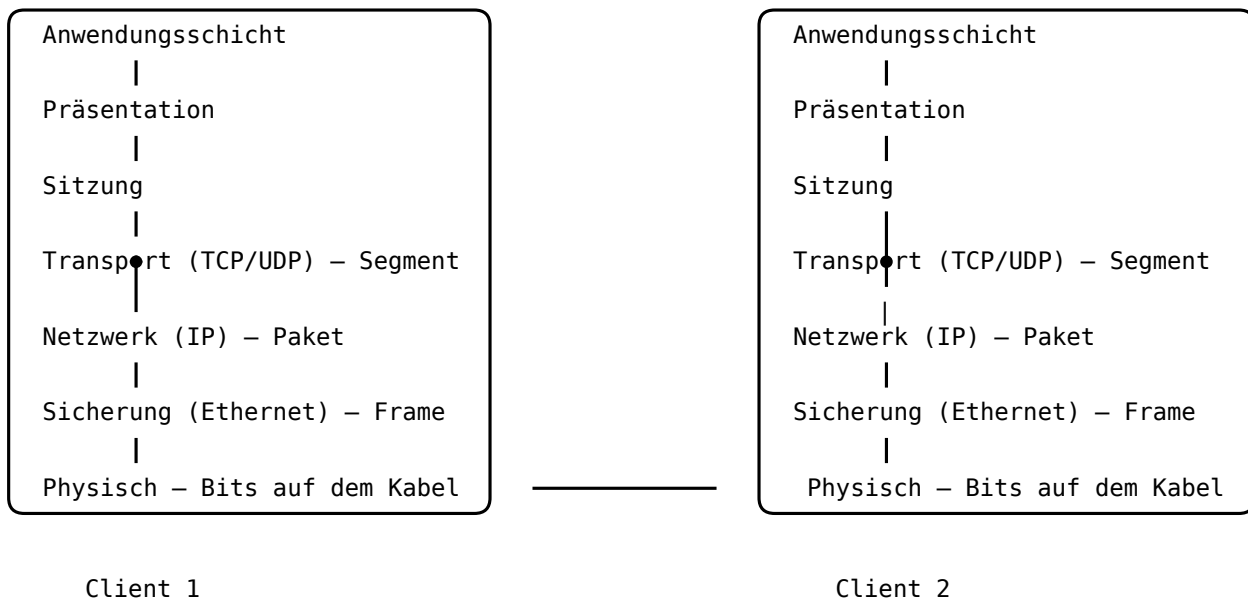 Anwendungsschicht
Präsentation
Sitzung
Transport (TCP/UDP) – Segment
Netzwerk (IP) – Paket
Sicherung (Ethernet) – Frame
Physisch – Bits auf dem Kabel
Client 1
Anwendungsschicht
Präsentation
Sitzung
Transport (TCP/UDP) – Segment
Netzwerk (IP) – Paket
Sicherung (Ethernet) – Frame
Physisch – Bits auf dem Kabel
Client 2